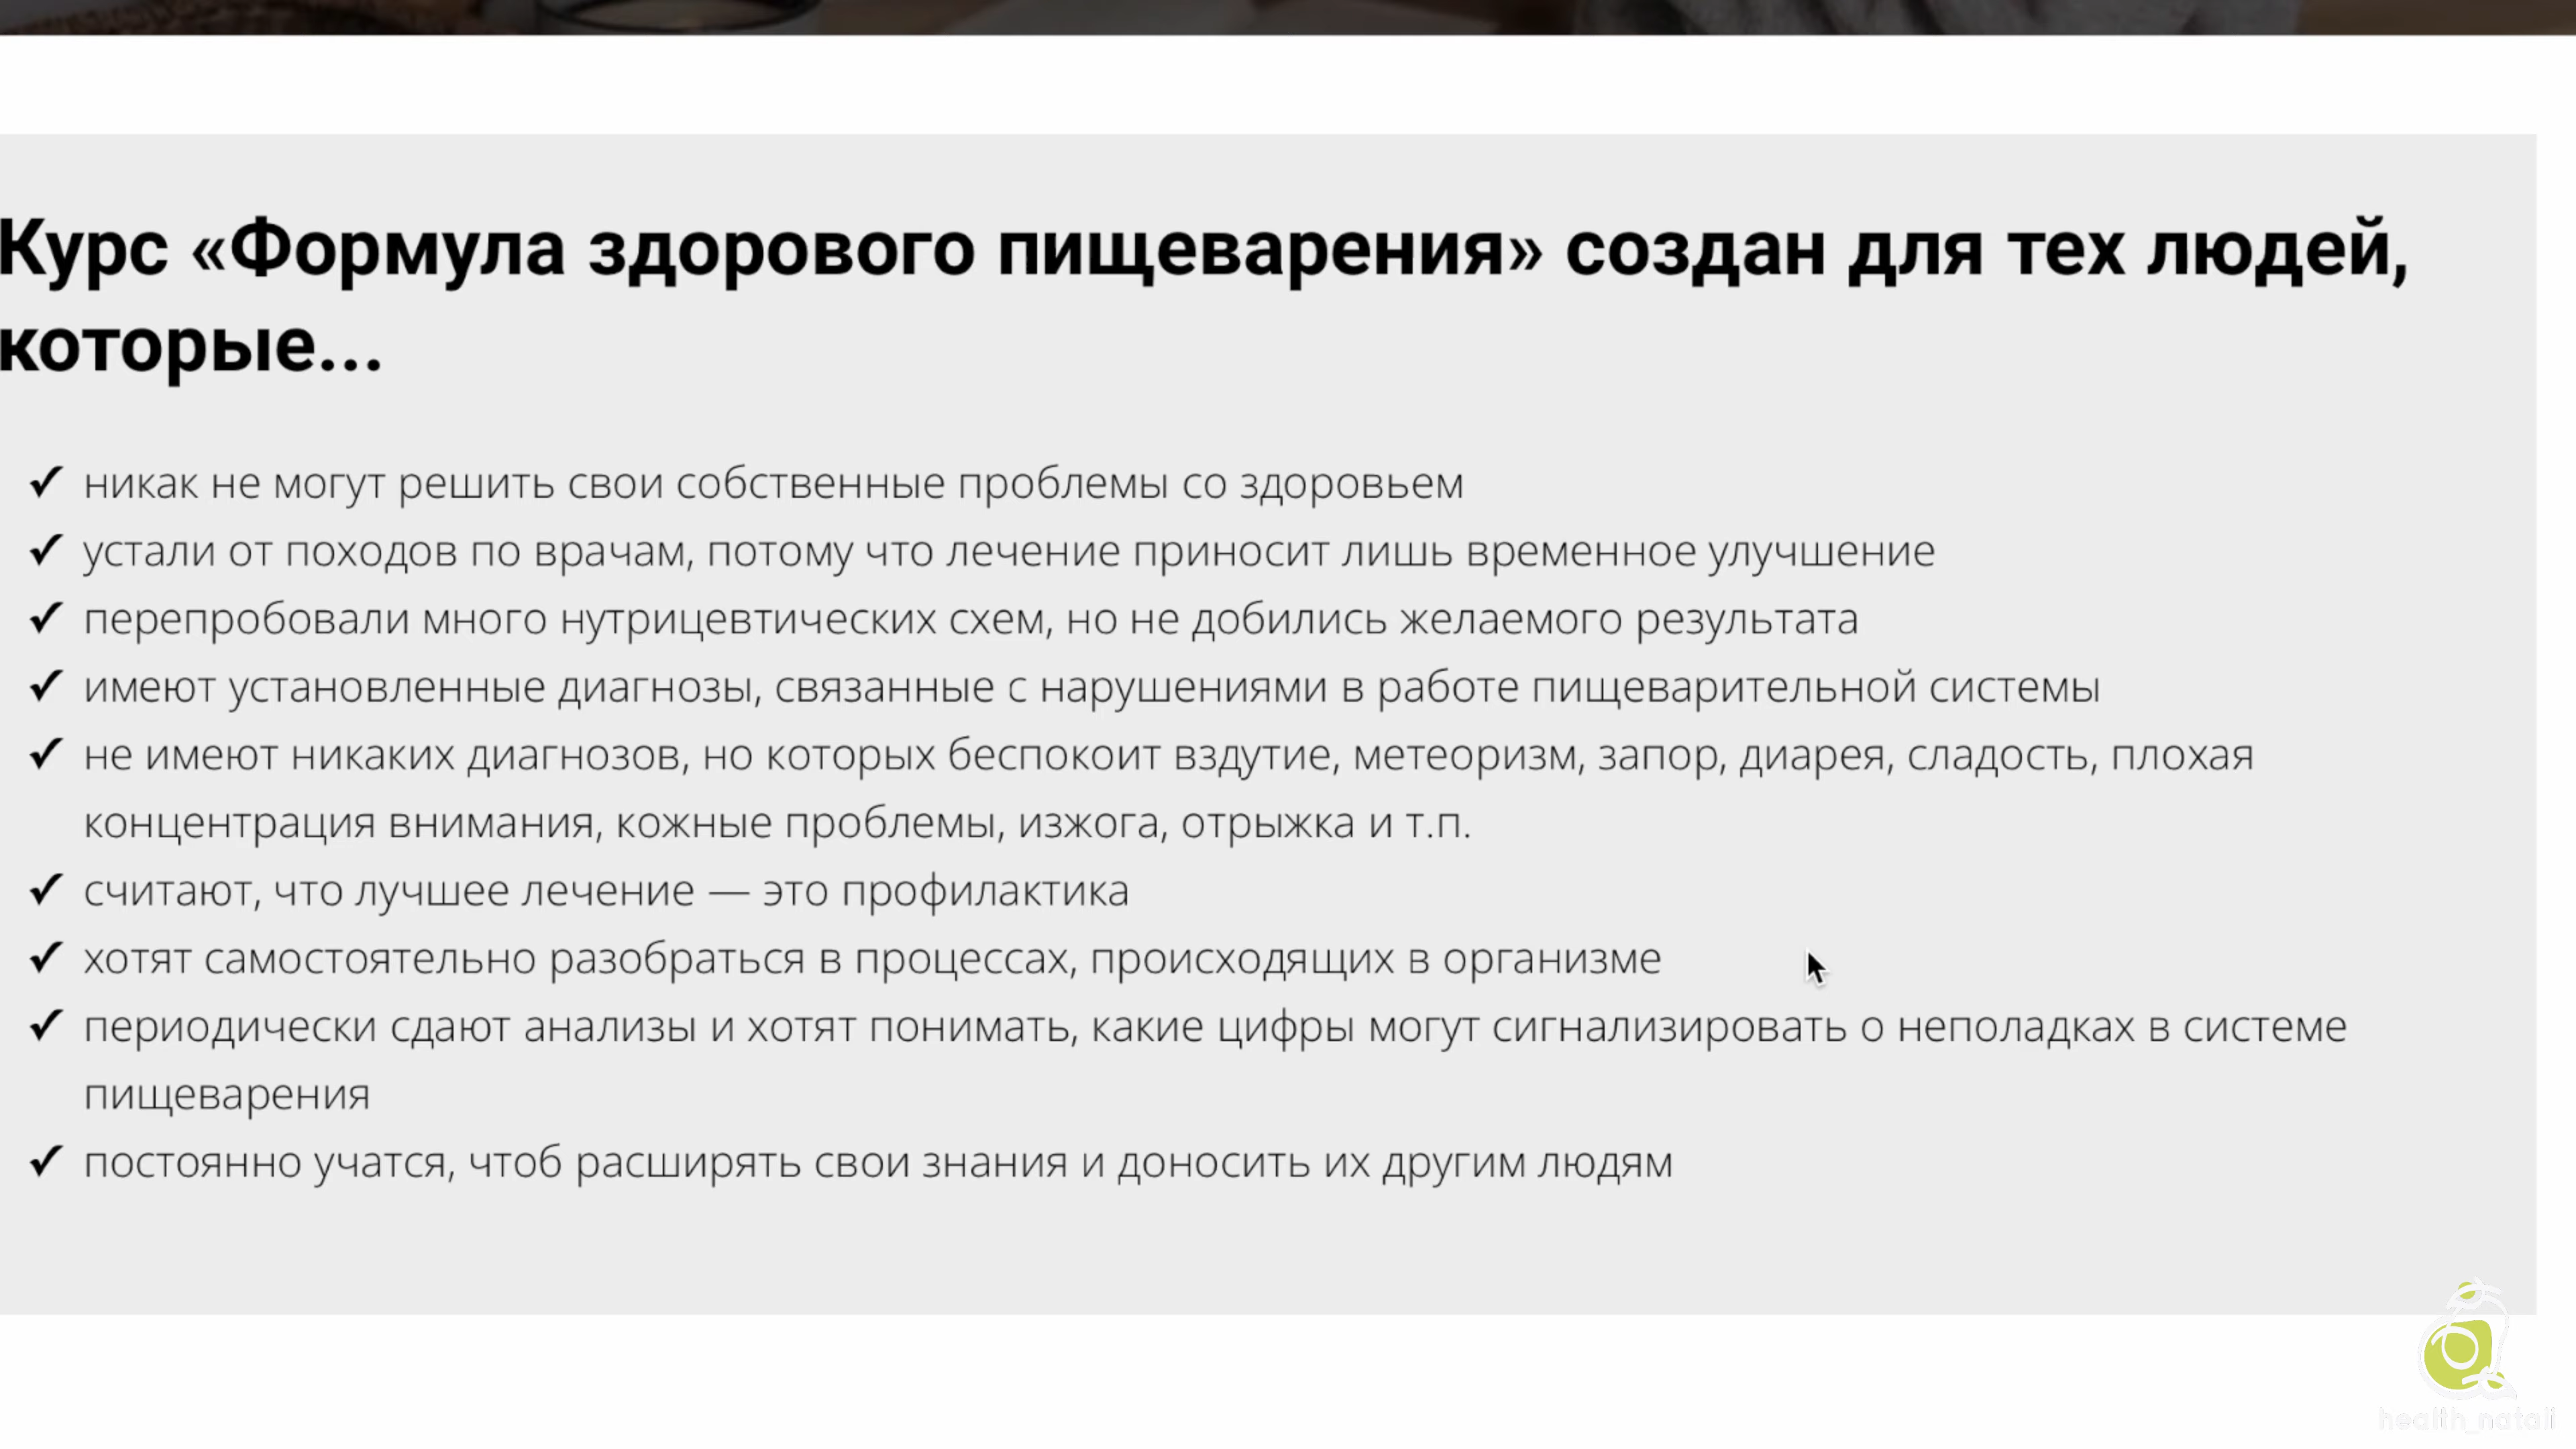 Курс «Формула здорового пищеварения» создан для тех людей,
которые...
✓ никак не могут решить свои собственные проблемы со здоровьем
✓ устали от походов по врачам, потому что лечение приносит лишь временное улучшение
✓ перепробовали много нутрицевтических схем, но не добились желаемого результата
✓ имеют установленные диагнозы, связанные с нарушениями в работе пищеварительной системы
✓ не имеют никаких диагнозов, но которых беспокоит вздутие, метеоризм, запор, диарея, сладость, плохая
концентрация внимания, кожные проблемы, изжога, отрыжка и т.п.
✓ считают, что лучшее лечение — это профилактика
✓ хотят самостоятельно разобраться в процессах, происходящих в организме
✓ периодически сдают анализы и хотят понимать, какие цифры могут сигнализировать о неполадках в системе
пищеварения
✓ постоянно учатся, чтоб расширять свои знания и доносить их другим людям